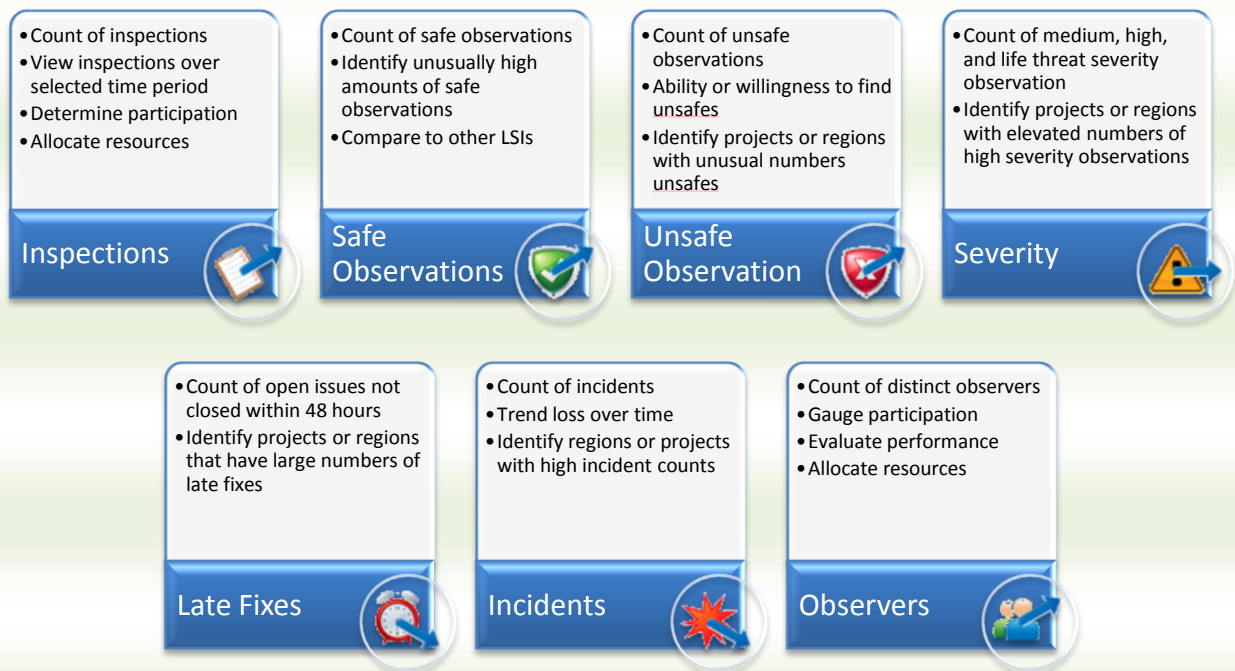 •Count of inspections
•View inspections over
selected time period
•Determine participation
•Allocate resources
Inspections
•Count of safe observations
•Identify unusually high
amounts of safe
observations
•Compare to other LSIs
Safe
Observations
•Count of unsafe
observations
•Ability or willingness to find
unsafes
•Identify projects or regions
with unusual numbers
unsafes
Unsafe
Observation
•Count of medium, high,
and life threat severity
observation
•Identify projects or regions
with elevated numbers of
high severity observations
Severity
•Count of open issues not
closed within 48 hours
•Identify projects or regions
that have large numbers of
late fixes
Late Fixes
•Count of incidents
•Trend loss over time
•Identify regions or projects
with high incident counts
Incidents
•Count of distinct observers
•Gauge participation
•Evaluate performance
•Allocate resources
Observers